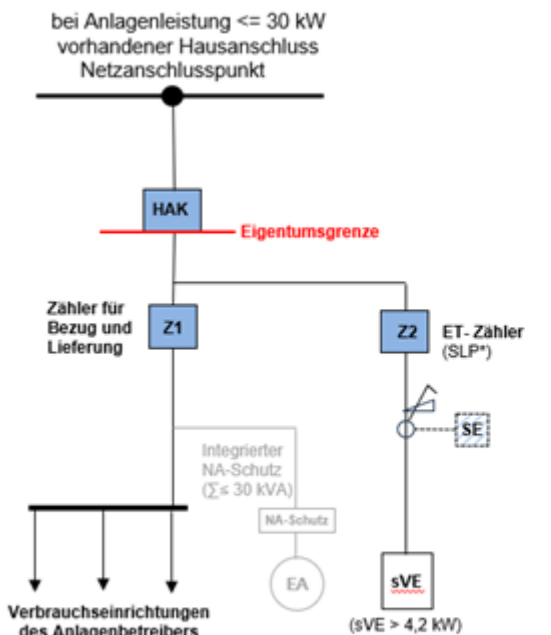 bei Anlagenleistung <= 30 kW
vorhandener Hausanschluss
Netzanschlusspunkt
HAK
Eigentumsgrenze
Zähler für
Bezug und
Lieferung
Z1
Z2
ET- Zähler
(SLP*)
SE
Integrierter
NA-Schutz
(∑≤ 30 kVA)
NA-Schutz
EA
sVE
(sVE > 4,2 kW)
Verbrauchseinrichtungen
des Anlagenbetreibers